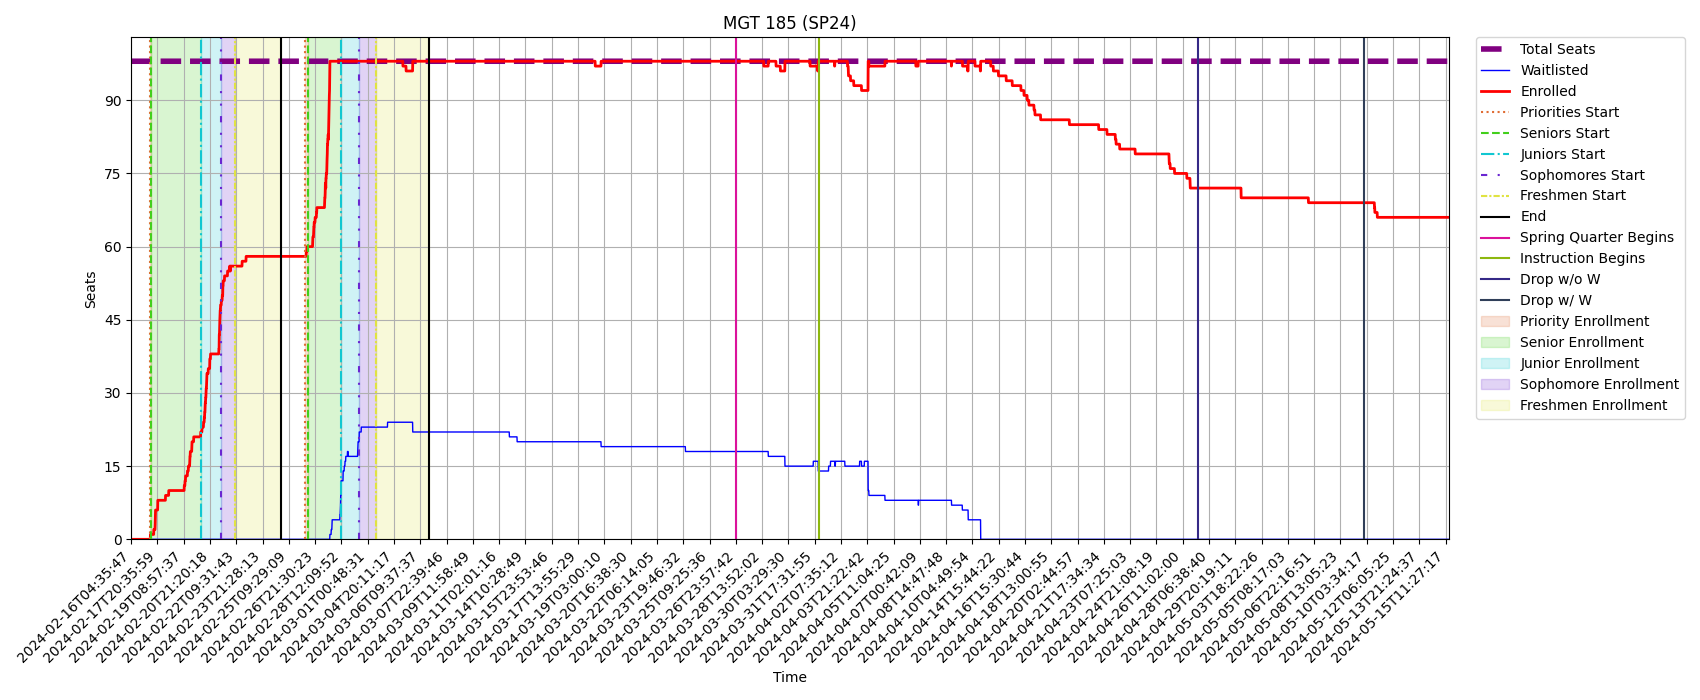 MGT 185 (SP24)
Seats
90
75
60
45
30
15
0
2024-02-16T04:35:47
2024-02-17T20:35:59
2024-02-19T08:57:37
2024-02-20T21:20:18
2024-02-22T09:31:43
2024-02-23T21:28:13
2024-02-25T09:29:09
2024-02-26T21:30:23
2024-02-28T12:09:52
2024-03-01T00:48:31
2024-03-04T20:11:17
2024-03-06T09:37:37
2024-03-07T22:39:46
2024-03-09T11:58:49
2024-03-11T02:01:16
2024-03-14T10:28:49
2024-03-15T23:53:46
2024-03-17T13:55:29
2024-03-19T03:00:10
2024-03-20T16:38:30
2024-03-22T06:14:05
2024-03-23T19:46:32
2024-03-25T09:25:36
2024-03-26T23:57:42
2024-03-28T13:52:02
2024-03-30T03:29:30
2024-03-31T17:31:55
2024-04-02T07:35:12
2024-04-03T21:22:42
2024-04-05T11:04:25
2024-04-07T00:42:09
2024-04-08T14:47:48
2024-04-10T04:49:54
2024-04-14T15:44:22
2024-04-16T15:30:44
2024-04-18T13:00:55
2024-04-20T02:44:57
2024-04-21T17:34:34
2024-04-23T07:25:03
2024-04-24T21:08:19
2024-04-26T11:02:00
2024-04-28T06:38:40
2024-04-29T20:19:11
2024-05-03T18:22:26
2024-05-05T08:17:03
2024-05-06T22:16:51
2024-05-08T13:05:23
2024-05-10T03:34:17
2024-05-12T06:05:25
2024-05-13T21:24:37
2024-05-15T11:27:17
Time
Total Seats
Waitlisted
Enrolled
Priorities Start
Seniors Start
Juniors Start
Sophomores Start
Freshmen Start
End
Spring Quarter Begins
Instruction Begins
Drop w/o W
Drop w/ W
Priority Enrollment
Senior Enrollment
Junior Enrollment
Sophomore Enrollment
Freshmen Enrollment